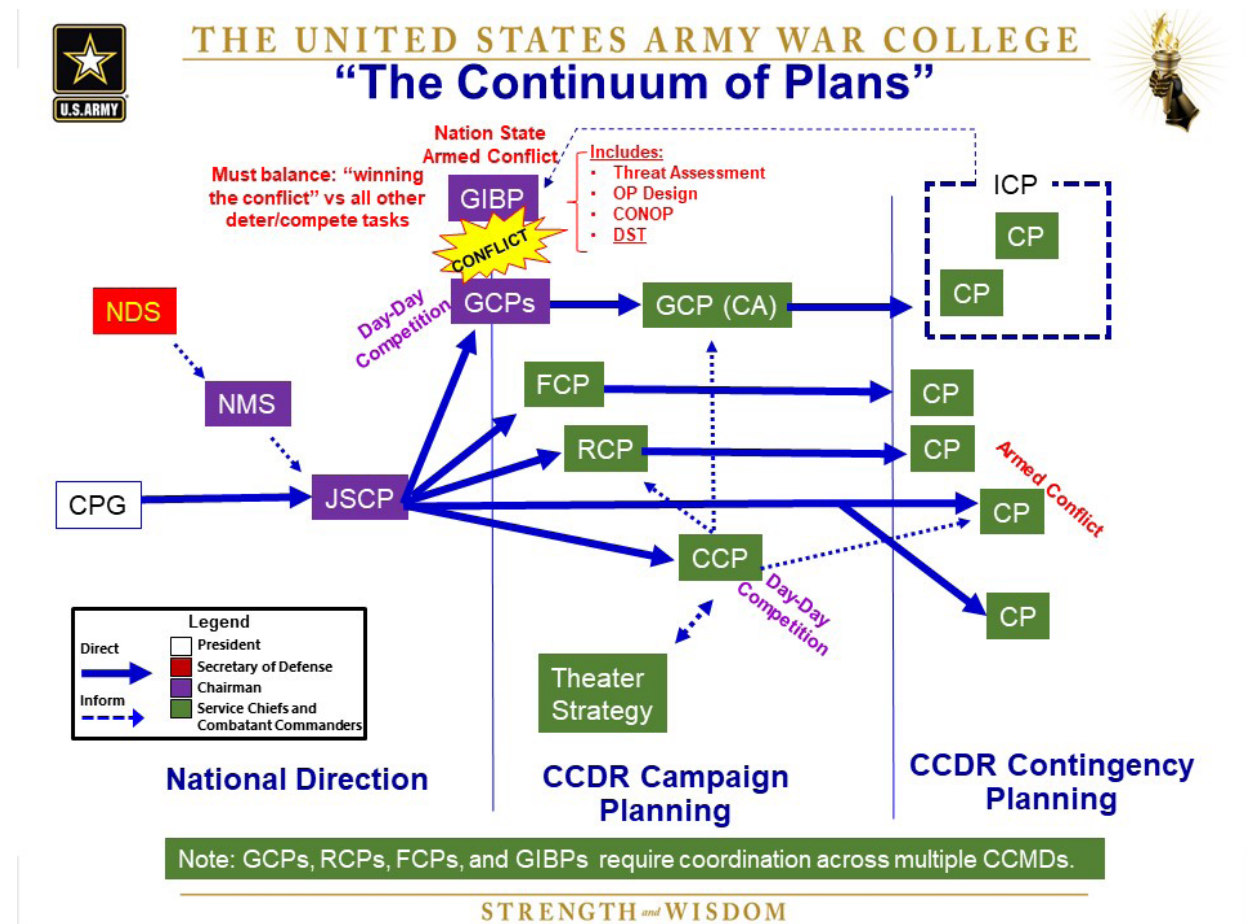 THE UNITED STATES ARMY WAR COLLEGE
“The Continuum of Plans”
U.S.ARMY
Nation State
Armed Conflict
Must balance: “winning
the conflict” vs all other
deter/compete tasks
GIBP
CONFLICT
Includes:
• Threat Assessment
• OP Design
• CONOP
• DST
ICP
CP
CP
NDS
Day-Day
Competition
GCPs
GCP (CA)
NMS
FCP
CP
RCP
CP
CPG
JSCP
CP
Armed Conflict
CCP
Day-Day
Competition
CP
Legend
Direct
Inform
President
Secretary of Defense
Chairman
Service Chiefs and
Combatant Commanders
Theater
Strategy
National Direction
CCDR Campaign
Planning
CCDR Contingency
Planning
Note: GCPs, RCPs, FCPs, and GIBPs require coordination across multiple CCMDs.
STRENGTH and WISDOM